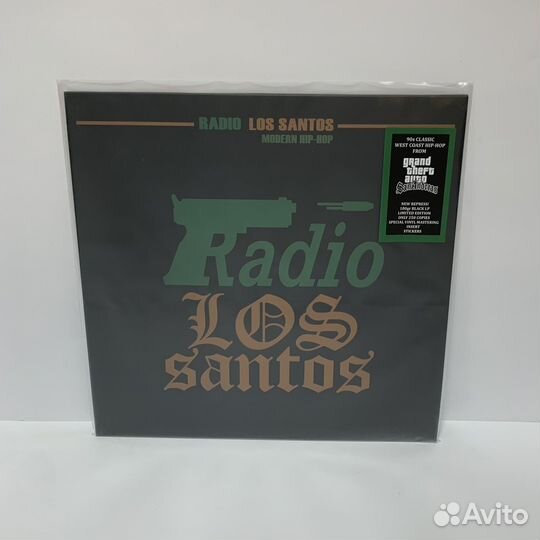 RADIO LOS SANTOS
MODERN HIP-HOP
90s CLASSIC
WEST COAST HIP-HOP
FROM
grand
theft
auto
San Andreas
NEW REPRESS!
180gr BLACK LP
LIMITED EDITION
ONLY 250 COPIES
SPECIAL VINYL MASTERING
INSERT
STICKERS
Radio
LOS
santos
Avito